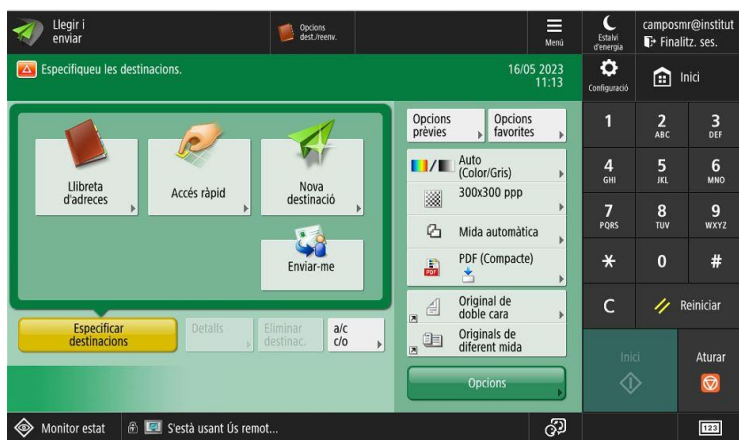 Llegir i
enviar
Opcions
dest./reenv.
Menú
Estalvi
d'energia
camposmr@institut
Finalitz. ses.
Especifiqueu les destinacions.
16/05 2023
11:13
Configuració
Inici
Opcions
prèvies
Opcions
favorites
Llibreta
d'adreces
Accés ràpid
Nova
destinació
Enviar-me
Auto
(Color/Gris)
300x300 ppp
Mida automàtica
PDF (Compacte)
PDF
Original de
doble cara
Originals de
diferent mida
Opcions
Especificar
destinacions
Detalls
Eliminar
destinac.
a/c
c/o
1
2
ABC
3
DEF
4
GHI
5
JKL
6
MNO
7
PQRS
8
TUV
9
WXYZ
*
0
#
C
Reiniciar
Inici
Aturar
Monitor estat
S'està usant Ús remot...
123